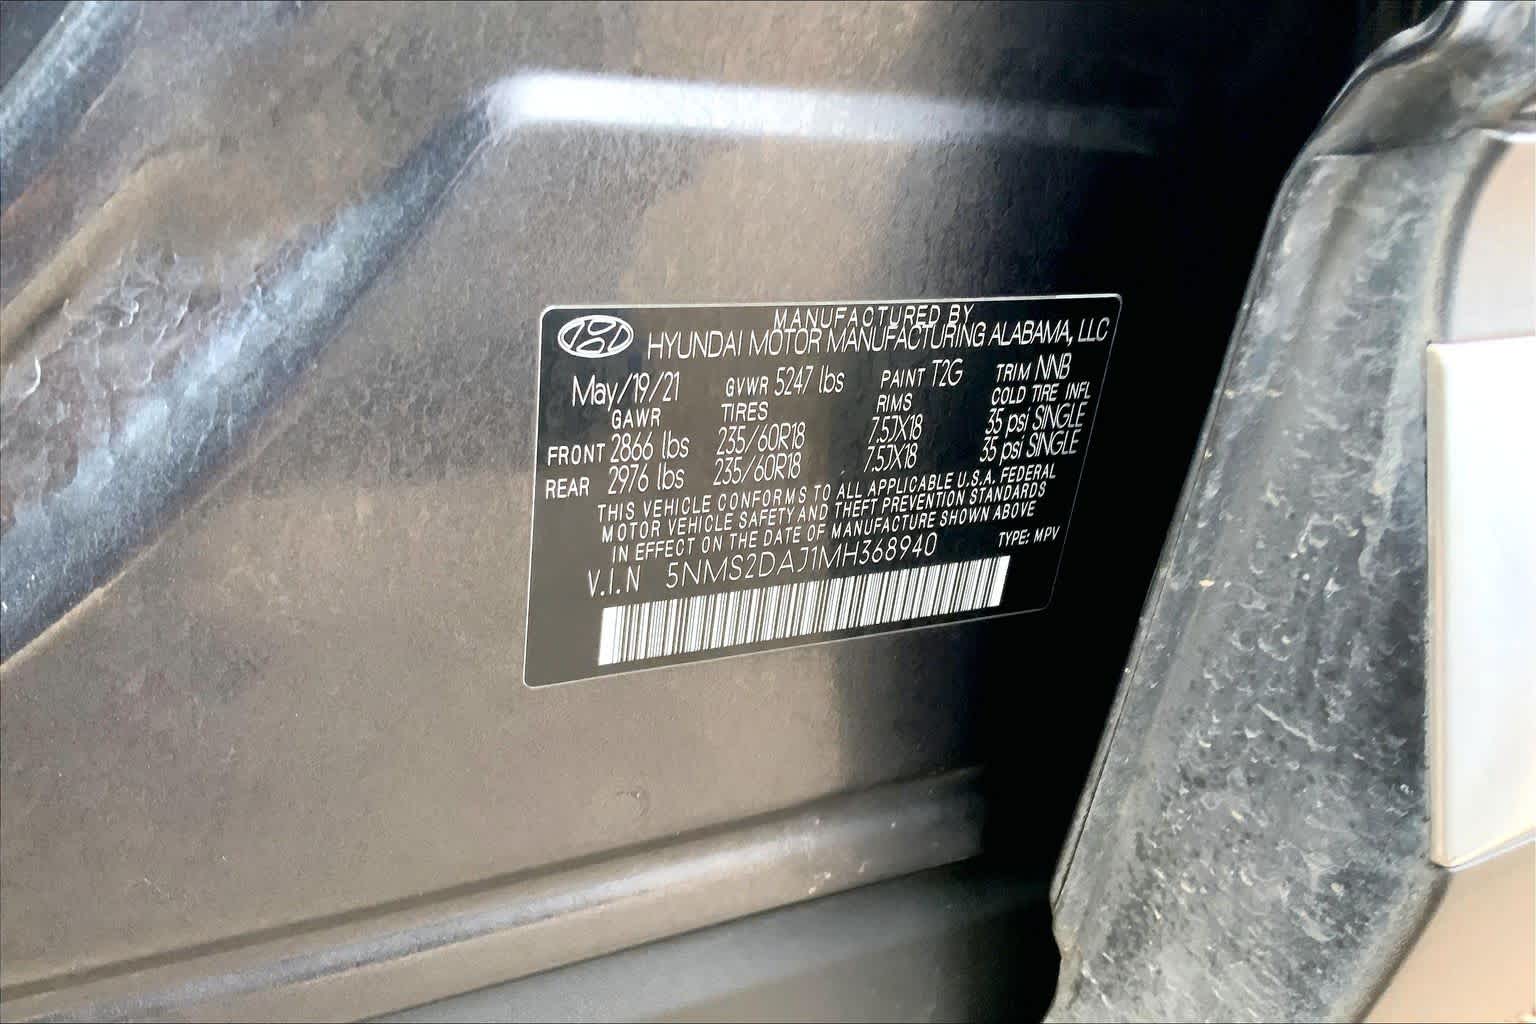 MANUFACTURED BY
HYUNDAI MOTOR MANUFACTURING ALABAMA, LLC
May/19/21 GVWR 5247 lbs PAINT T2G TRIM NNB
GAWR TIRES RIMS COLD TIRE INFL
FRONT 2866 lbs 235/60R18 7.5JX18 35 psi SINGLE
REAR 2976 lbs 235/60R18 7.5JX18 35 psi SINGLE
THIS VEHICLE CONFORMS TO ALL APPLICABLE U.S.A. FEDERAL
MOTOR VEHICLE SAFETY AND THEFT PREVENTION STANDARDS
IN EFFECT ON THE DATE OF MANUFACTURE SHOWN ABOVE
V.I.N 5NMS2DAJ1MH368940 TYPE: MPV